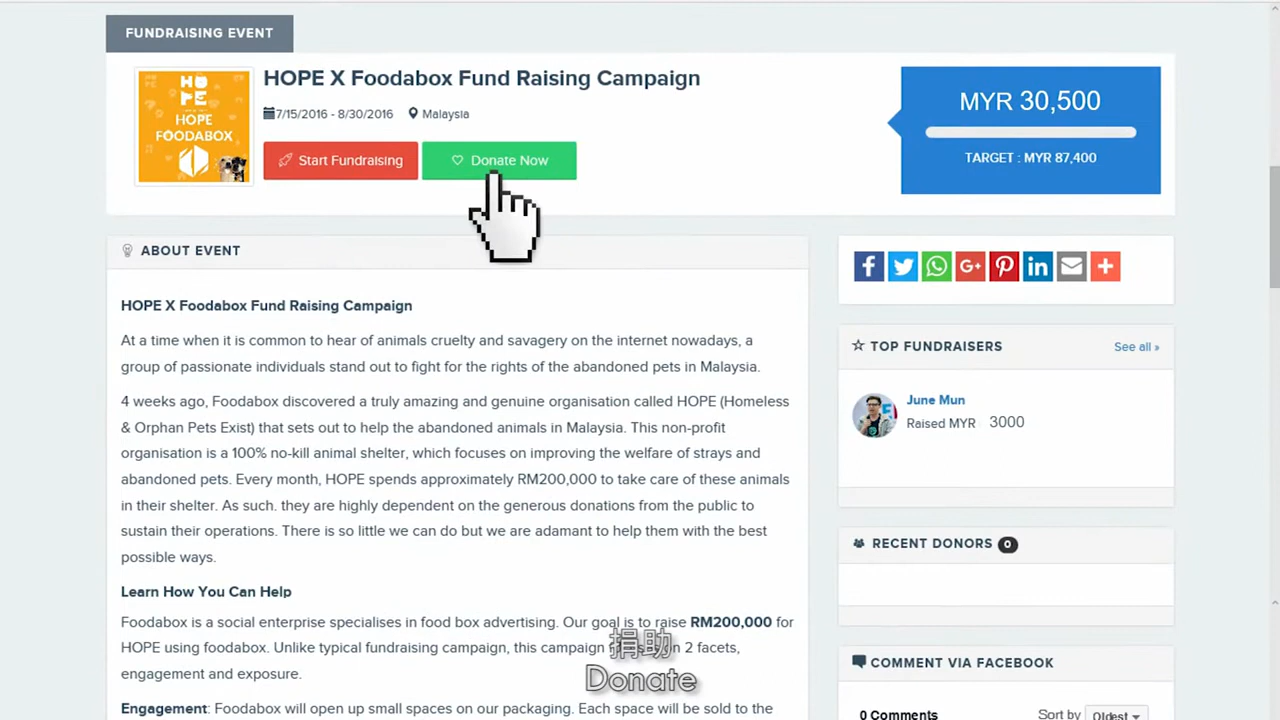 FUNDRAISING EVENT
HO
PE
HOPE
FOODABOX
HOPE X Foodabox Fund Raising Campaign
7/15/2016 - 8/30/2016 Malaysia
Start Fundraising Donate Now
MYR 30,500
TARGET : MYR 87,400
ABOUT EVENT
HOPE X Foodabox Fund Raising Campaign
At a time when it is common to hear of animals cruelty and savagery on the internet nowadays, a
group of passionate individuals stand out to fight for the rights of the abandoned pets in Malaysia.
4 weeks ago, Foodabox discovered a truly amazing and genuine organisation called HOPE (Homeless
& Orphan Pets Exist) that sets out to help the abandoned animals in Malaysia. This non-profit
organisation is a 100% no-kill animal shelter, which focuses on improving the welfare of strays and
abandoned pets. Every month, HOPE spends approximately RM200,000 to take care of these animals
in their shelter. As such. they are highly dependent on the generous donations from the public to
sustain their operations. There is so little we can do but we are adamant to help them with the best
possible ways.
Learn How You Can Help
Foodabox is a social enterprise specialises in food box advertising. Our goal is to raise RM200,000 for
HOPE using foodabox. Unlike typical fundraising campaign, this campaign on 2 facets,
engagement and exposure.
Engagement: Foodabox will open up small spaces on our packaging. Each space will be sold to the
捐助
Donate
TOP FUNDRAISERS See all »
June Mun
Raised MYR 3000
RECENT DONORS 0
COMMENT VIA FACEBOOK
0 Comments Sort by Oldest